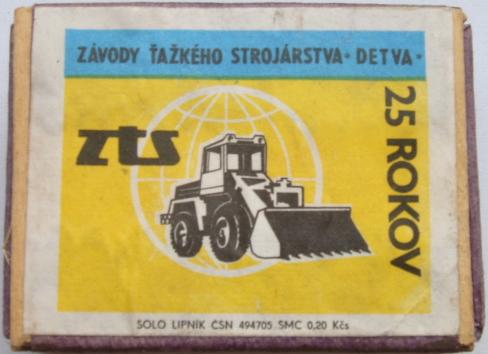 ZÁVODY ŤAŽKÉHO STROJÁRSTVA • DETVA •
zts
25 ROKOV
SOLO LIPNÍK ČSN 494705 SMC 0,20 Kčs